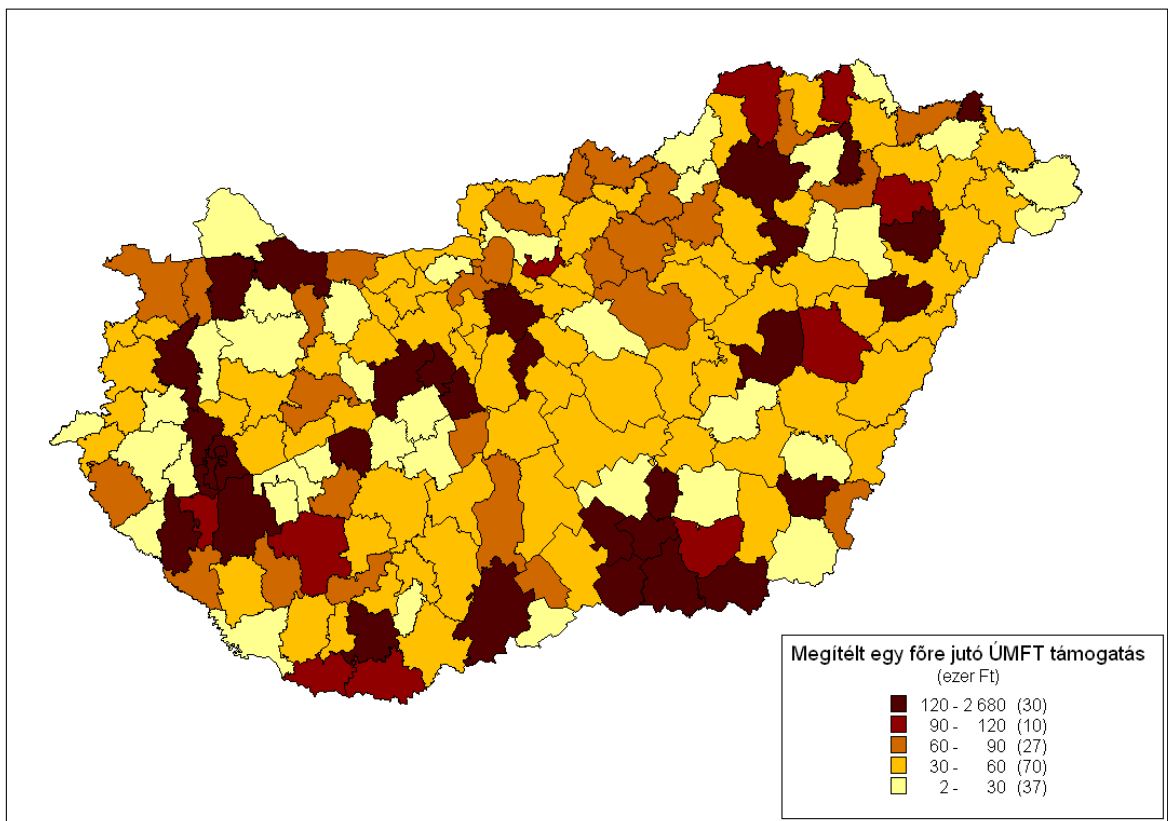 Megítélt egy főre jutó ÚMFT támogatás
(ezer Ft)
120 - 2 680 (30)
90 - 120 (10)
60 - 90 (27)
30 - 60 (70)
2 - 30 (37)